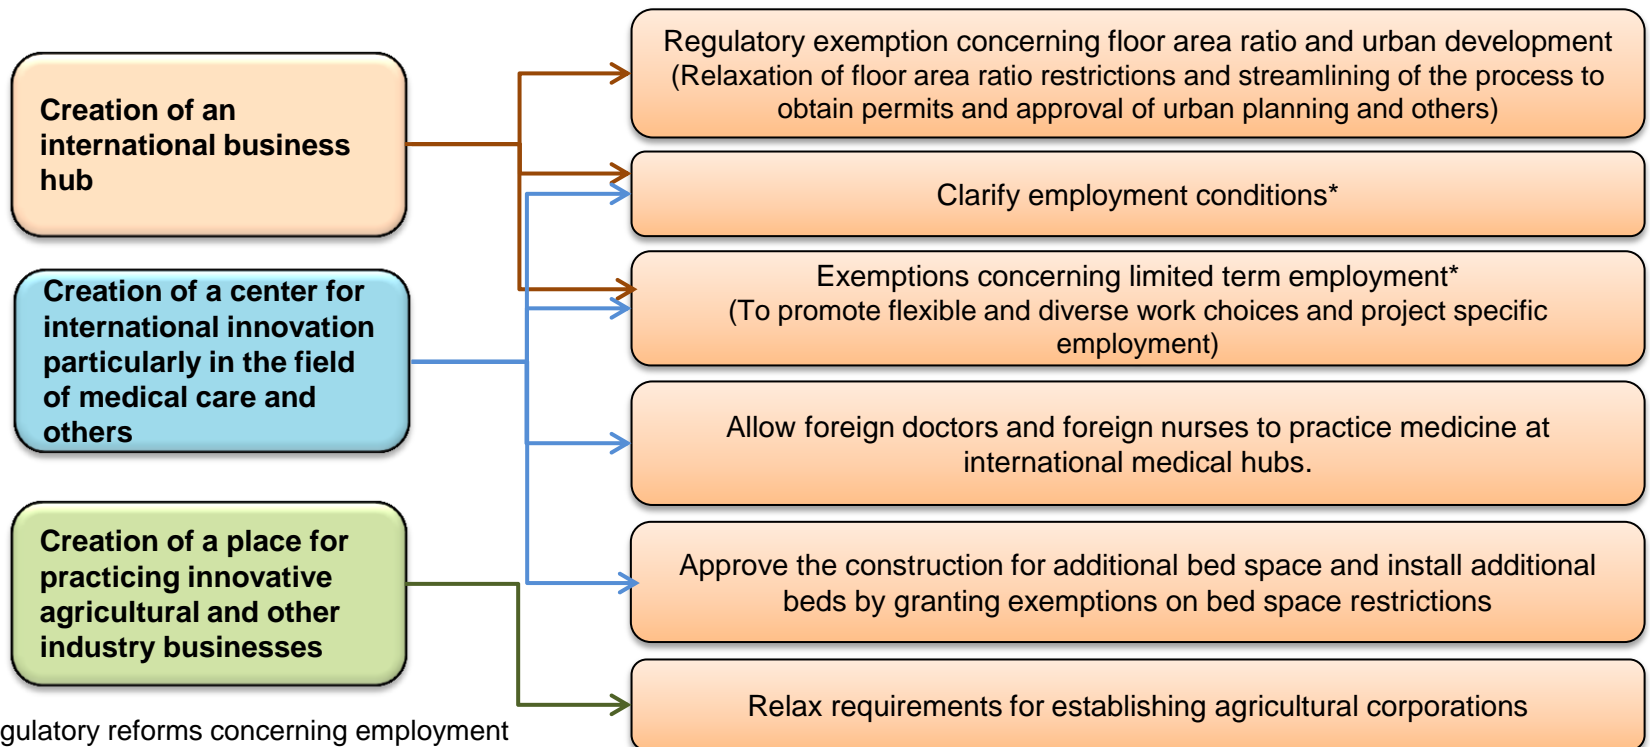 Creation of an
international business
hub
Creation of a center for
international innovation
particularly in the field
of medical care and
others
Creation of a place for
practicing innovative
agricultural and other
industry businesses
Regulatory exemption concerning floor area ratio and urban development
(Relaxation of floor area ratio restrictions and streamlining of the process to
obtain permits and approval of urban planning and others)
Clarify employment conditions*
Exemptions concerning limited term employment*
(To promote flexible and diverse work choices and project specific
employment)
Allow foreign doctors and foreign nurses to practice medicine at
international medical hubs.
Approve the construction for additional bed space and install additional
beds by granting exemptions on bed space restrictions
Relax requirements for establishing agricultural corporations
gulatory reforms concerning employment